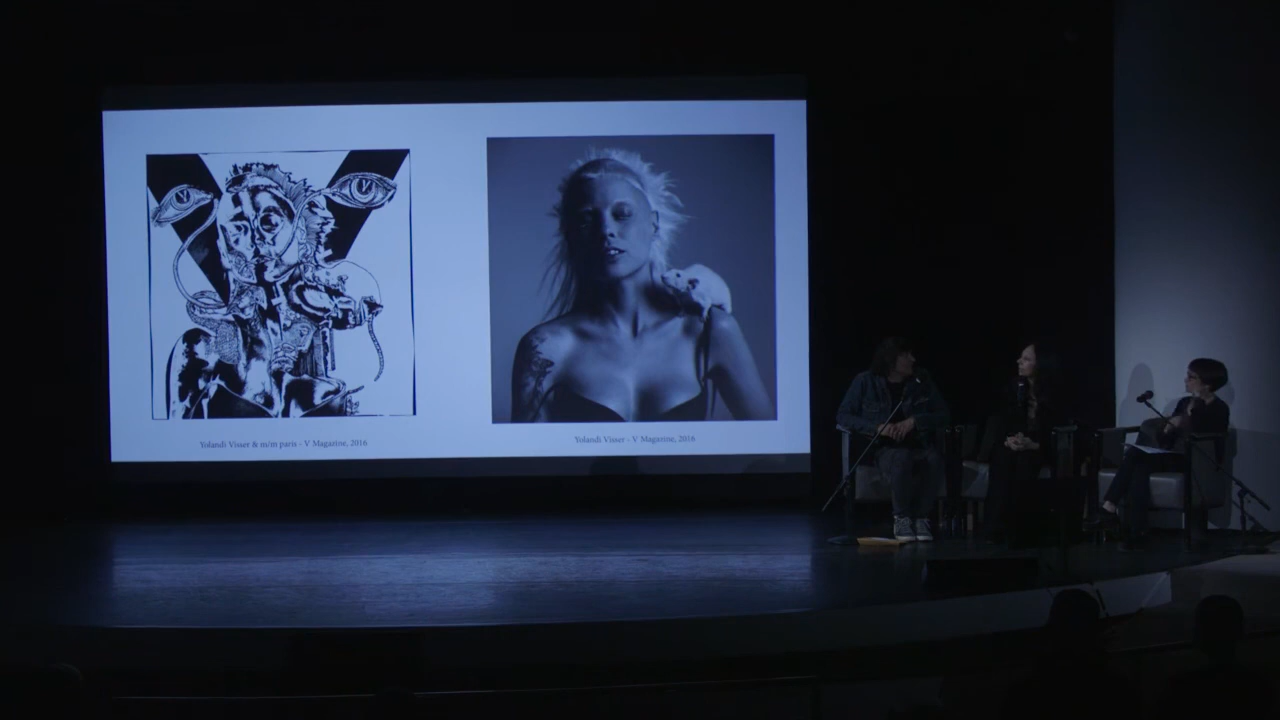 Yolandi Visser & m/m paris - V Magazine, 2016
Yolandi Visser - V Magazine, 2016